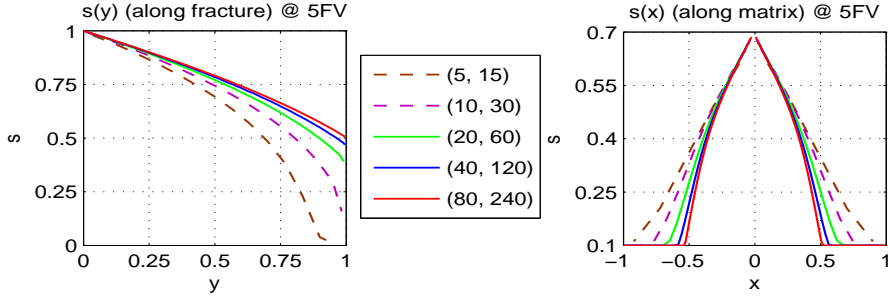 s(y) (along fracture) @ 5FV
1
0.75
0.5
0.25
0
0 0.25 0.5 0.75 1
s
y
(5, 15)
(10, 30)
(20, 60)
(40, 120)
(80, 240)
s(x) (along matrix) @ 5FV
0.7
0.55
0.4
0.25
0.1
−1 −0.5 0 0.5 1
s
x